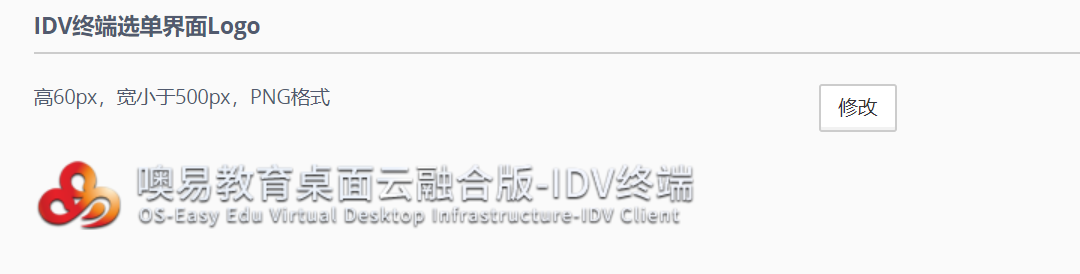 IDV终端选单界面Logo
高60px，宽小于500px，PNG格式
修改
噢易教育桌面云融合版-IDV终端
OS-Easy Edu Virtual Desktop Infrastructure-IDV Client